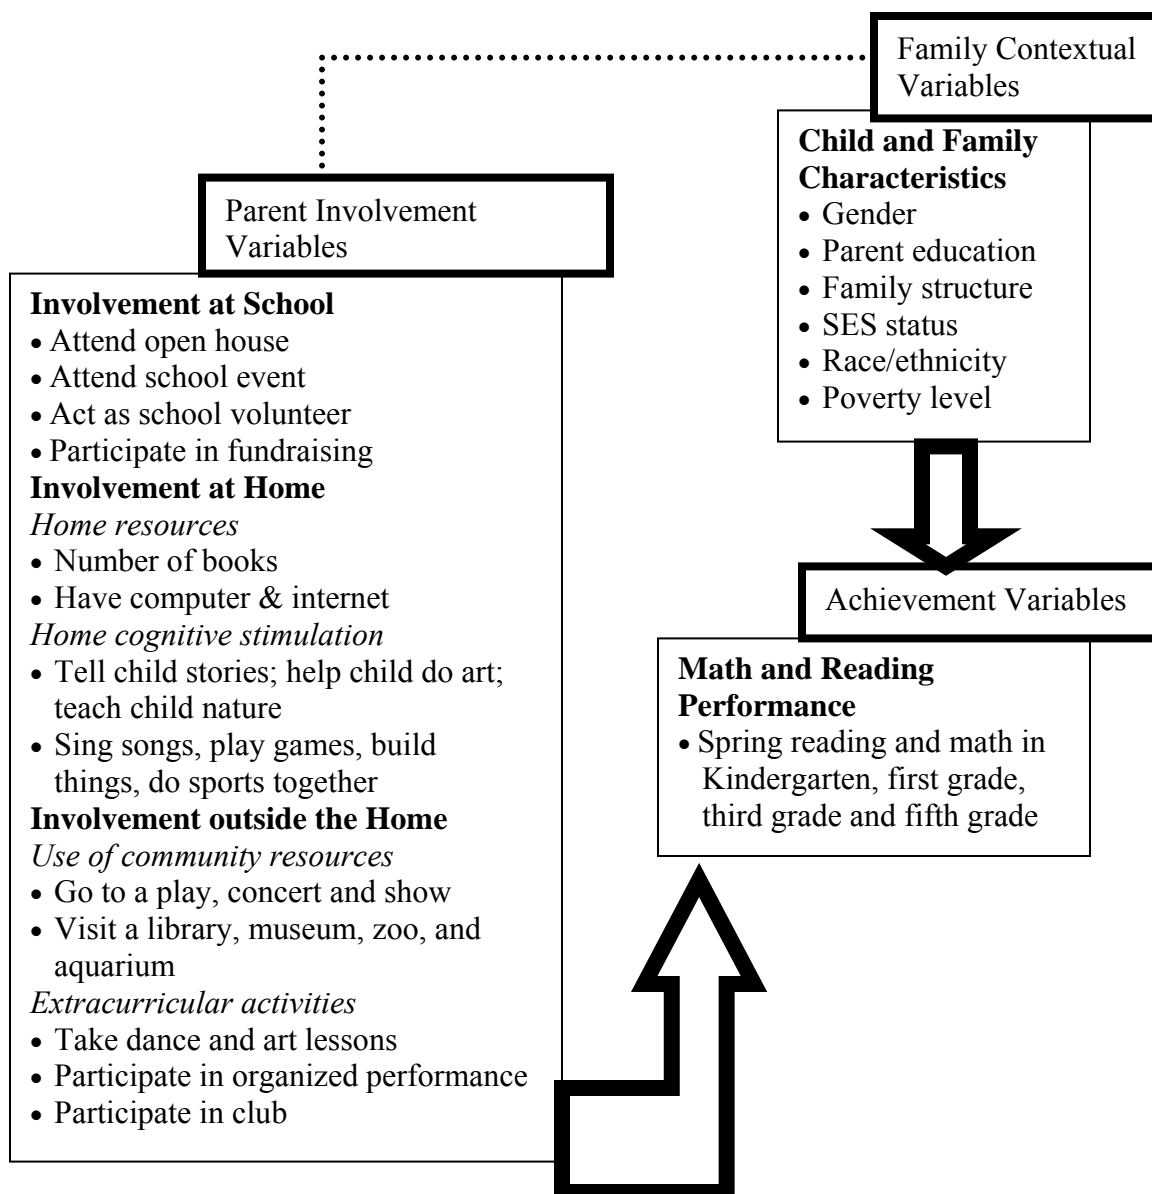 Family Contextual
Variables
Child and Family
Characteristics
• Gender
• Parent education
• Family structure
• SES status
• Race/ethnicity
• Poverty level
Parent Involvement
Variables
Involvement at School
• Attend open house
• Attend school event
• Act as school volunteer
• Participate in fundraising
Involvement at Home
Home resources
• Number of books
• Have computer & internet
Home cognitive stimulation
• Tell child stories; help child do art;
teach child nature
• Sing songs, play games, build
things, do sports together
Involvement outside the Home
Use of community resources
• Go to a play, concert and show
• Visit a library, museum, zoo, and
aquarium
Extracurricular activities
• Take dance and art lessons
• Participate in organized performance
• Participate in club
Achievement Variables
Math and Reading
Performance
• Spring reading and math in
Kindergarten, first grade,
third grade and fifth grade